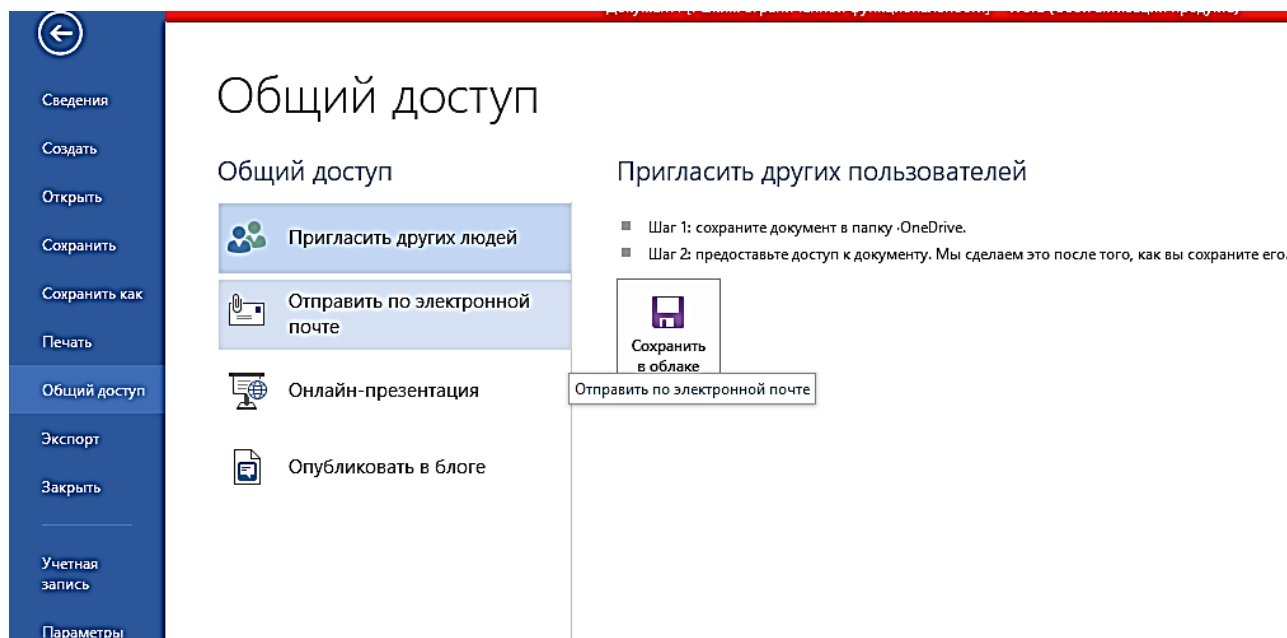 Общий доступ
Сведения
Создать
Открыть
Сохранить
Сохранить как
Печать
Общий доступ
Экспорт
Закрыть
Учетная
запись
Параметры
Общий доступ
Пригласить других людей
Отправить по электронной
почте
Онлайн-презентация
Опубликовать в блоге
Пригласить других пользователей
Шаг 1: сохраните документ в папку ·OneDrive.
Шаг 2: предоставьте доступ к документу. Мы сделаем это после того, как вы сохраните его.
Сохранить
в облаке
Отправить по электронной почте